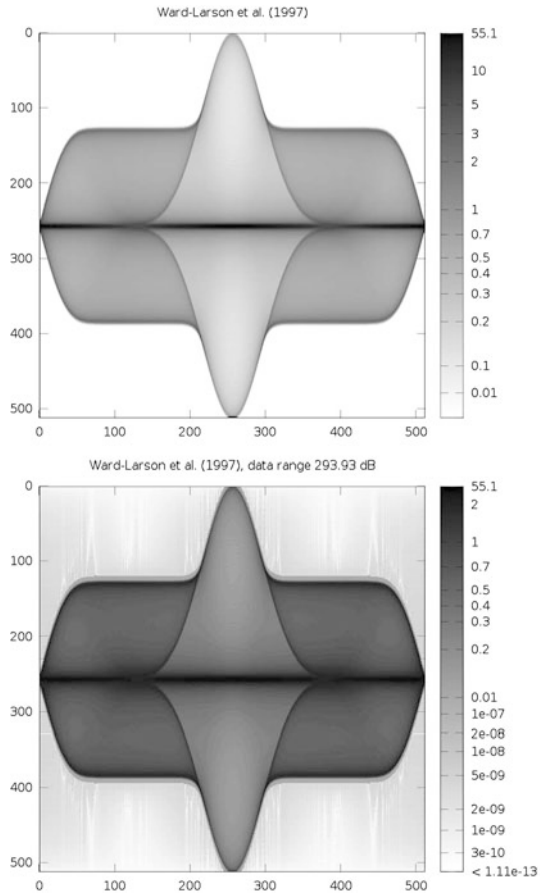 Ward-Larson et al. (1997)
0
100
200
300
400
500
0 100 200 300 400 500
55.1
10
5
3
2
1
0.7
0.5
0.4
0.3
0.2
0.1
0.01
Ward-Larson et al. (1997), data range 293.93 dB
0
100
200
300
400
500
0 100 200 300 400 500
55.1
2
1
0.7
0.5
0.4
0.3
0.2
0.01
1e-07
2e-08
1e-08
5e-09
2e-09
1e-09
3e-10
< 1.11e-13